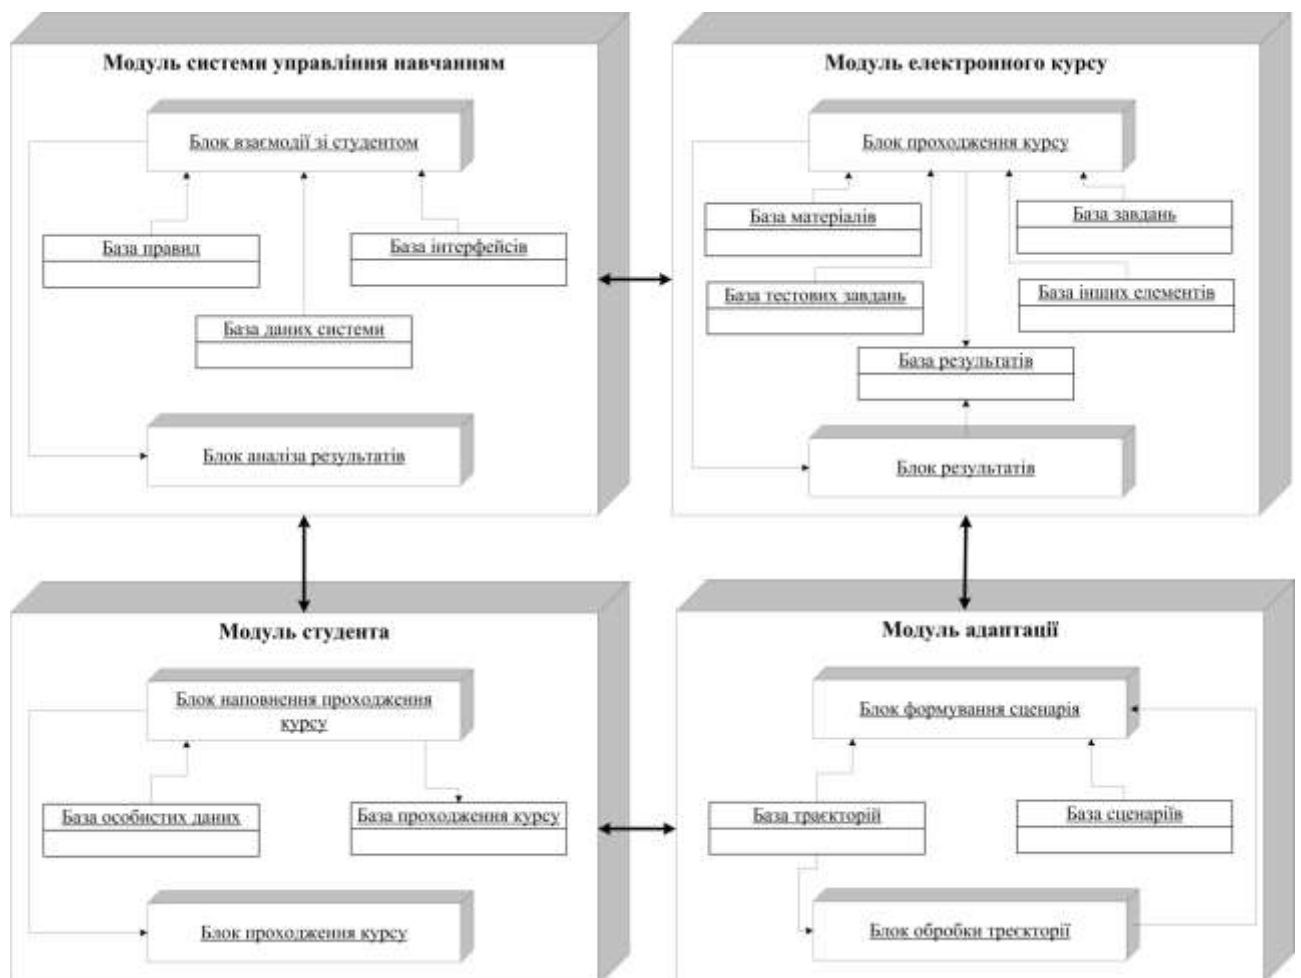 Модуль системи управління навчанням
Блок взаємодії зі студентом
База правил
База інтерфейсів
База даних системи
Блок аналіза результатів
Модуль електронного курсу
Блок проходження курсу
База матеріалів
База завдань
База тестових завдань
База інших елементів
База результатів
Блок результатів
Модуль студента
Блок наповнення проходження
курсу
База особистих даних
База проходження курсу
Блок проходження курсу
Модуль адаптації
Блок формування сценарія
База траєкторій
База сценаріїв
Блок обробки треєкторії